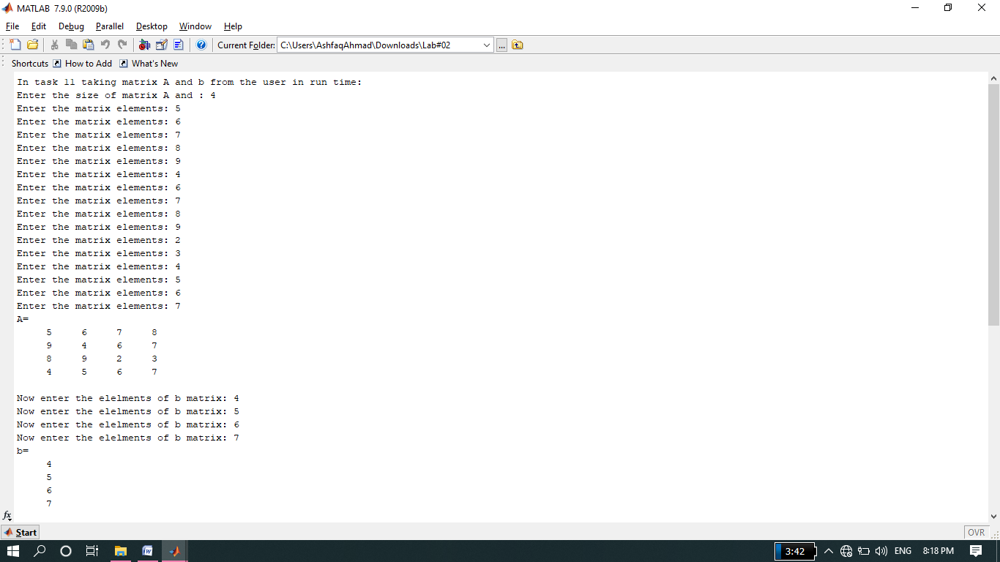 MATLAB 7.9.0 (R2009b)
File Edit Debug Parallel Desktop Window Help
Current Folder: C:\Users\AshfaqAhmad\Downloads\Lab#02 ...
Shortcuts How to Add What's New
In task 11 taking matrix A and b from the user in run time:
Enter the size of matrix A and : 4
Enter the matrix elements: 5
Enter the matrix elements: 6
Enter the matrix elements: 7
Enter the matrix elements: 8
Enter the matrix elements: 9
Enter the matrix elements: 4
Enter the matrix elements: 6
Enter the matrix elements: 7
Enter the matrix elements: 8
Enter the matrix elements: 9
Enter the matrix elements: 2
Enter the matrix elements: 3
Enter the matrix elements: 4
Enter the matrix elements: 5
Enter the matrix elements: 6
Enter the matrix elements: 7
A=
5 6 7 8
9 4 6 7
8 9 2 3
4 5 6 7
Now enter the elelments of b matrix: 4
Now enter the elelments of b matrix: 5
Now enter the elelments of b matrix: 6
Now enter the elelments of b matrix: 7
b=
4
5
6
7
fx
Start OVR
3:42 ENG 8:18 PM